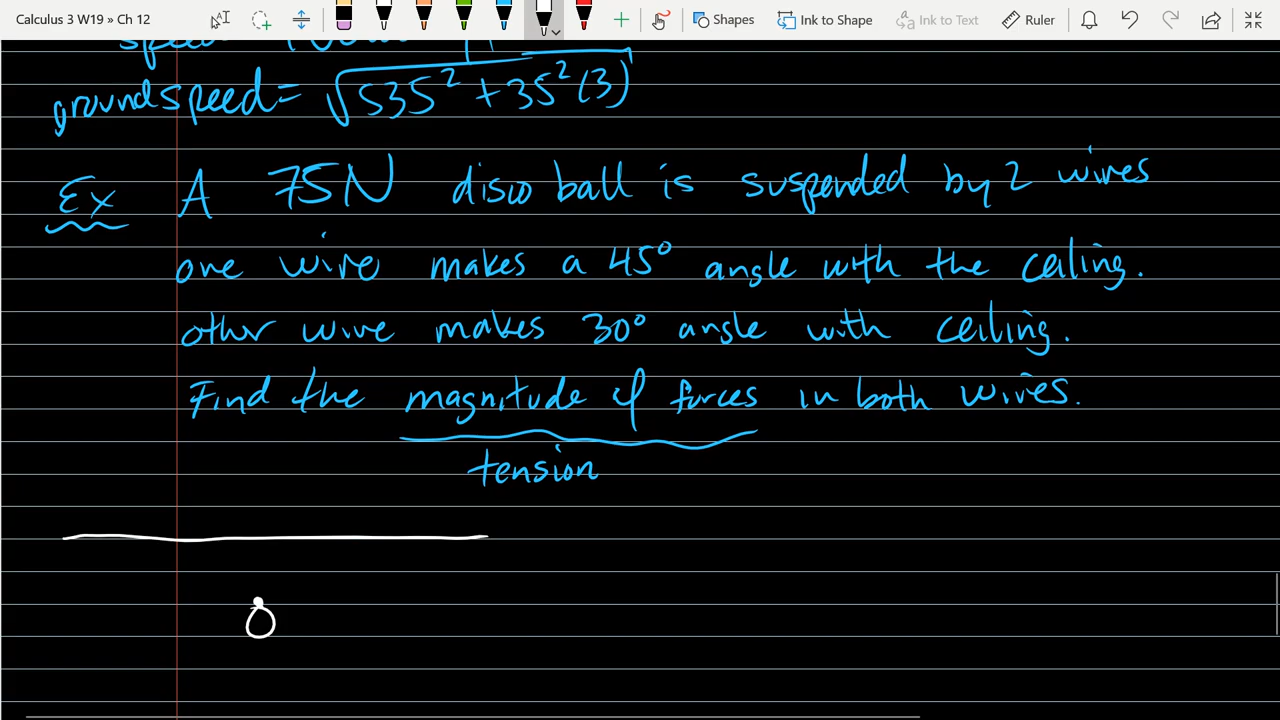 Calculus 3 W19 » Ch 12
Shapes
Ink to Shape
Ink to Text
Ruler
groundspeed = √535² + 35²(3)
Ex A 75N disco ball is suspended by 2 wires
one wire makes a 45° angle with the ceiling.
other wire makes 30° angle with ceiling.
Find the magnitude of forces in both wires.
tension